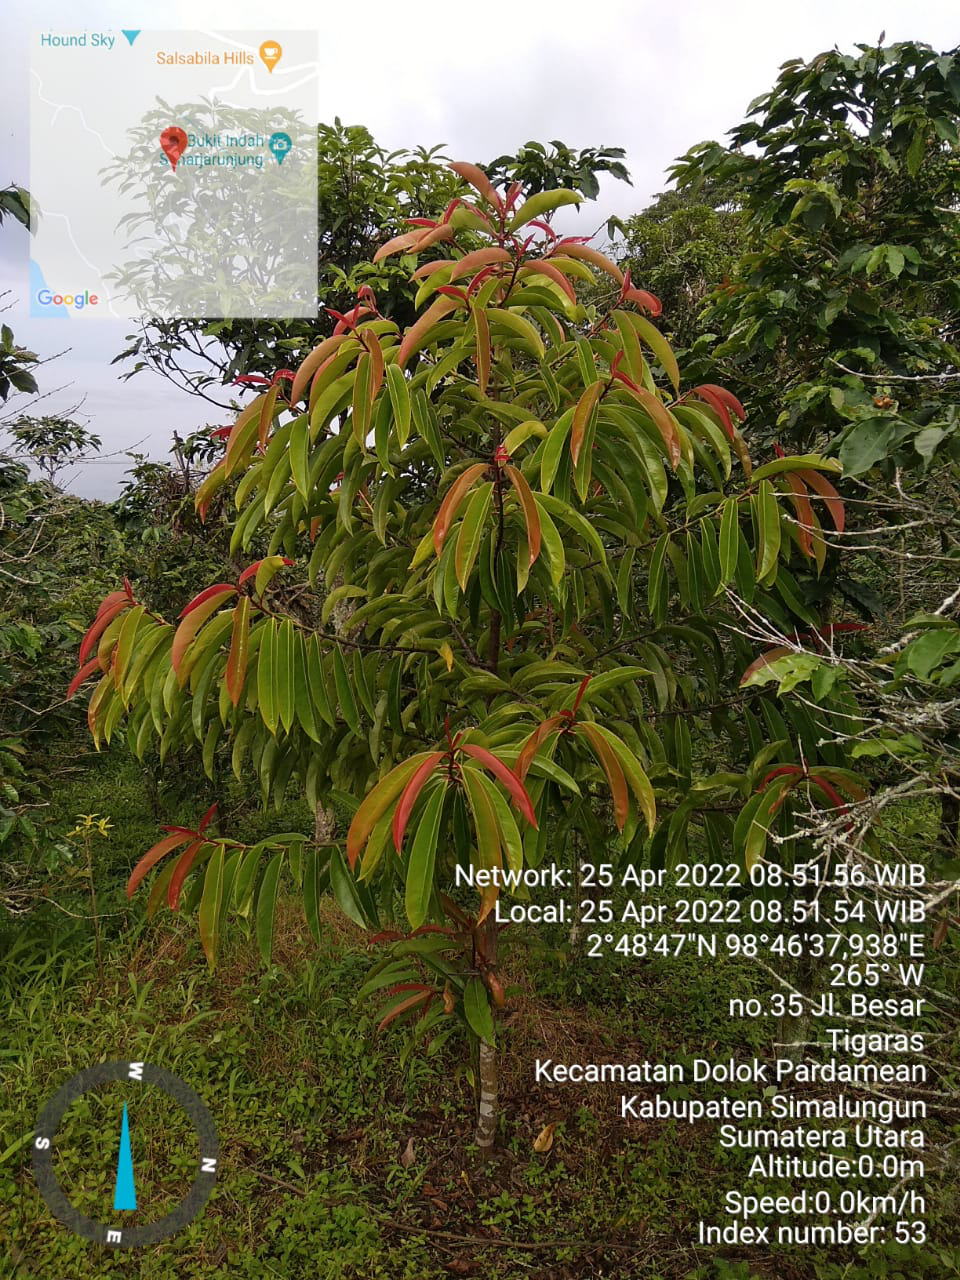 Hound Sky
Salsabila Hills
Bukit Indah
Simarjarunjung
Google
Network: 25 Apr 2022 08.51.56 WIB
Local: 25 Apr 2022 08.51.54 WIB
2°48'47"N 98°46'37,938"E
265° W
no.35 Jl. Besar
Tigaras
Kecamatan Dolok Pardamean
Kabupaten Simalungun
Sumatera Utara
Altitude:0.0m
Speed:0.0km/h
Index number: 53
W
S
N
E